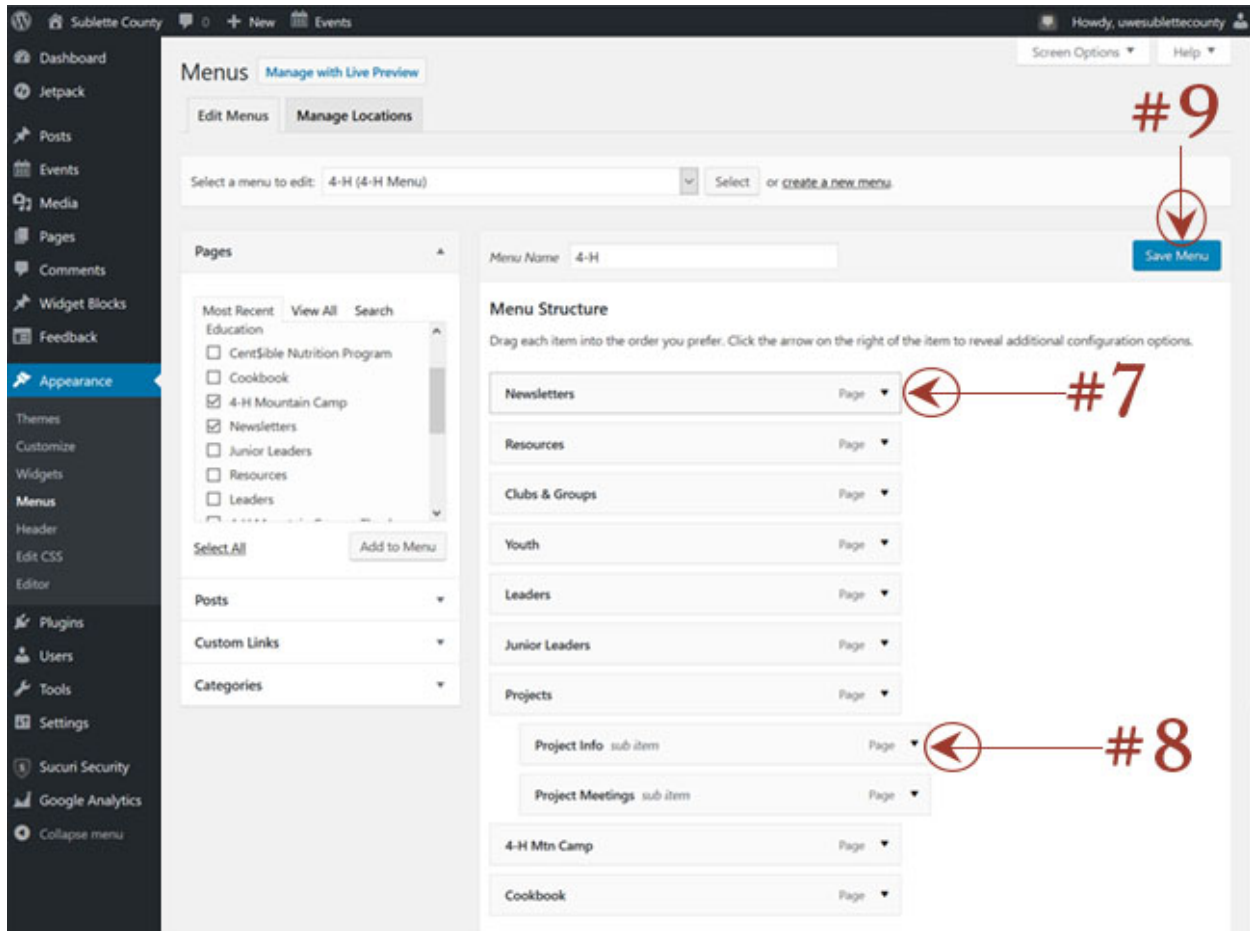 Sublette County 0 + New Events Howdy, uwesublettecounty
Dashboard
Jetpack
Posts
Events
Media
Pages
Comments
Widget Blocks
Feedback
Appearance
Themes
Customize
Widgets
Menus
Header
Edit CSS
Editor
Plugins
Users
Tools
Settings
Sucuri Security
Google Analytics
Collapse menu
Screen Options Help
Menus Manage with Live Preview
Edit Menus Manage Locations
#9
Select a menu to edit: 4-H (4-H Menu) Select or create a new menu.
Pages
Most Recent View All Search
Education
Cent$ible Nutrition Program
Cookbook
4-H Mountain Camp
Newsletters
Junior Leaders
Resources
Leaders
Select All Add to Menu
Posts
Custom Links
Categories
Menu Name 4-H Save Menu
Menu Structure
Drag each item into the order you prefer. Click the arrow on the right of the item to reveal additional configuration options.
Newsletters Page
#7
Resources Page
Clubs & Groups Page
Youth Page
Leaders Page
Junior Leaders Page
Projects Page
Project Info sub item Page
#8
Project Meetings sub item Page
4-H Mtn Camp Page
Cookbook Page